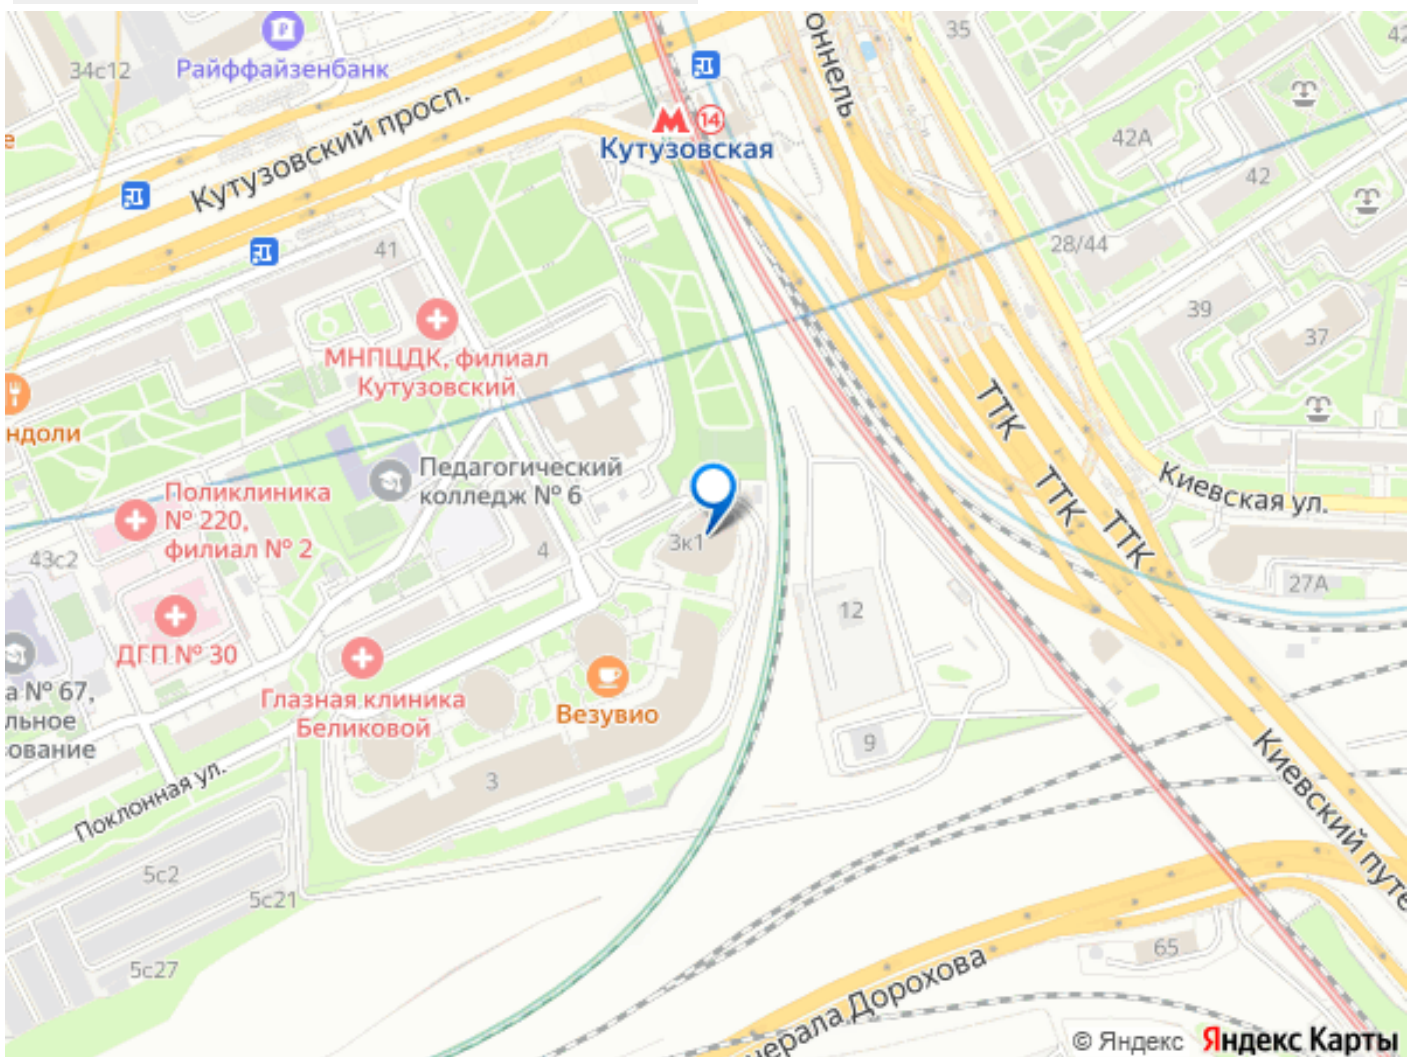 35
42
34с12
Райффайзенбанк
оннель
Кутузовский просп.
14
Кутузовская
42А
42
28/44
41
39
37
МНПЦДК, филиал
Кутузовский
ТТК
ндоли
Педагогический
колледж № 6
ТТК
Киевская ул.
Поликлиника
№ 220,
филиал № 2
ТТК
43с2
4
3к1
27А
12
ДГП № 30
а № 67,
льное
ование
Глазная клиника
Беликовой
Везувио
9
3
Поклонная ул.
Киевский путе
5с2
5с21
5с27
65
нерала Дорохова
© Яндекс Яндекс Карты